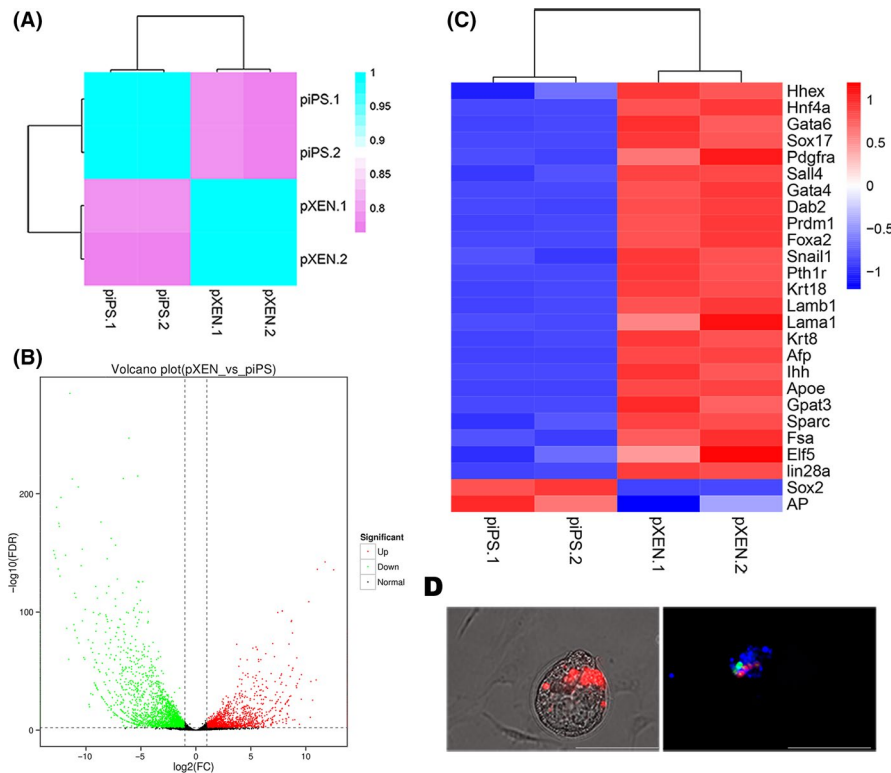 (A)
piPS.1
piPS.2
pXEN.1
pXEN.2
1
0.95
0.9
0.85
0.8
piPS.1
piPS.2
pXEN.1
pXEN.2
(B)
Volcano plot(pXEN_vs_piPS)
−log10(FDR)
200
100
0
−10
−5
0
5
10
log2(FC)
Significant
Up
Down
Normal
(C)
Hhex
Hnf4a
Gata6
Sox17
Pdgfra
Sall4
Gata4
Dab2
Prdm1
Foxa2
Snail1
Pth1r
Krt18
Lamb1
Lama1
Krt8
Afp
Ihh
Apoe
Gpat3
Sparc
Fsa
Elf5
lin28a
Sox2
AP
1
0.5
0
−0.5
−1
piPS.1
piPS.2
pXEN.1
pXEN.2
D